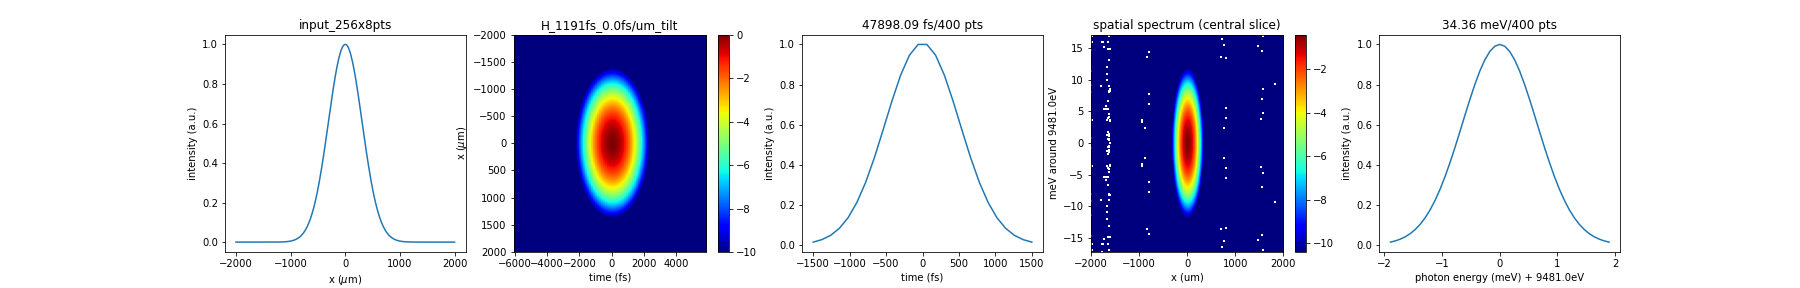 input_256x8pts
1.0
0.8
0.6
0.4
0.2
0.0
intensity (a.u.)
−2000 −1000 0 1000 2000
x (μm)
H_1191fs_0.0fs/um_tilt
−2000
−1500
−1000
−500
0
500
1000
1500
2000
x (μm)
−6000 −4000 −2000 0 2000 4000
time (fs)
0
−2
−4
−6
−8
−10
47898.09 fs/400 pts
1.0
0.8
0.6
0.4
0.2
0.0
intensity (a.u.)
−1500 −1000 −500 0 500 1000 1500
time (fs)
spatial spectrum (central slice)
15
10
5
0
−5
−10
−15
meV around 9481.0eV
−2000 −1000 0 1000 2000
x (um)
−2
−4
−6
−8
−10
34.36 meV/400 pts
1.0
0.8
0.6
0.4
0.2
0.0
intensity (a.u.)
−2 −1 0 1 2
photon energy (meV) + 9481.0eV